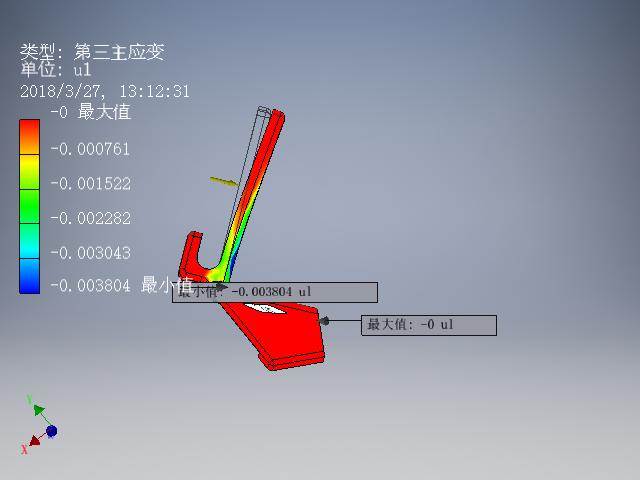 类型: 第三主应变
单位: ul
2018/3/27, 13:12:31
-0 最大值
-0.000761
-0.001522
-0.002282
-0.003043
-0.003804 最小值
最小值: -0.003804 ul
最大值: -0 ul
Y
X